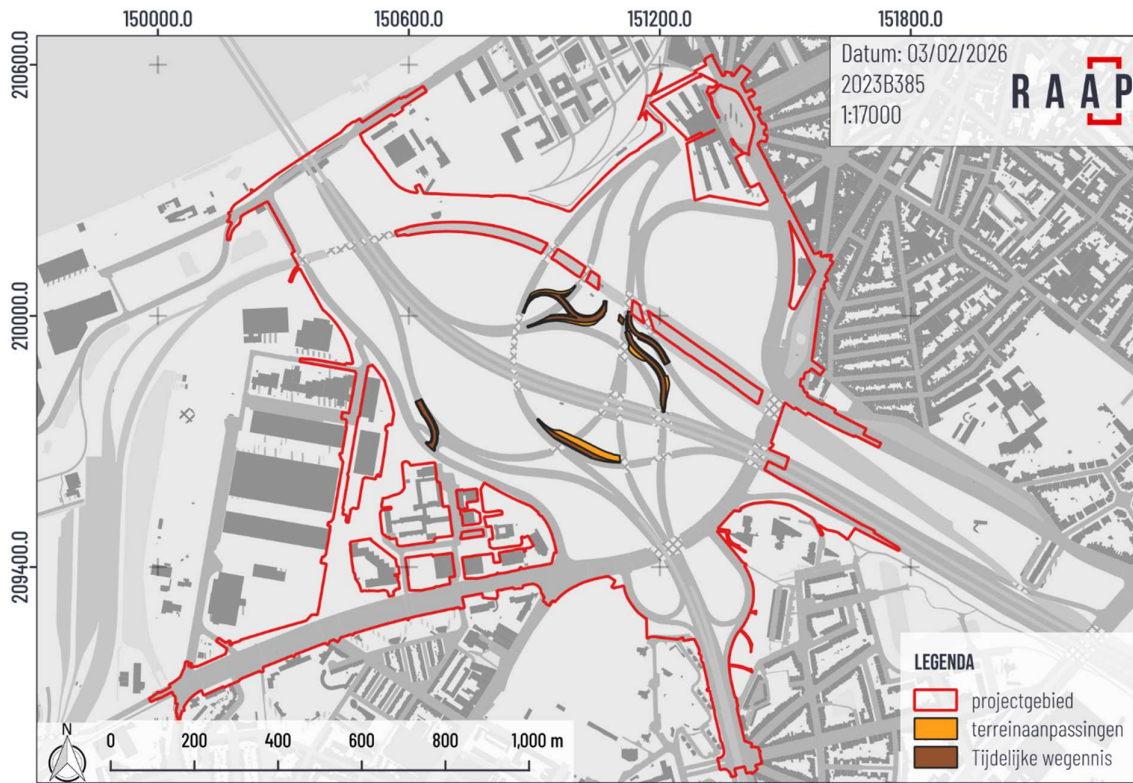 150000.0 150600.0 151200.0 151800.0
210600.0
210000.0
209400.0
Datum: 03/02/2026
2023B385
1:17000
RAAP
LEGENDA
projectgebied
terreinaanpassingen
Tijdelijke wegennis
N
0 200 400 600 800 1,000 m